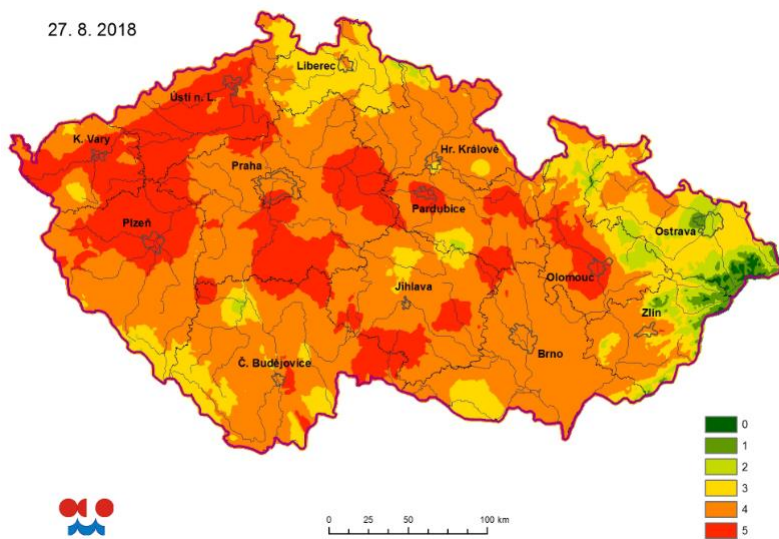 27. 8. 2018
Liberec
Ústí n. L.
K. Vary
Hr. Králové
Praha
Pardubice
Plzeň
Ostrava
Olomouc
Jihlava
Zlín
Brno
Č. Budějovice
0
1
2
3
4
5
0 25 50 100 km